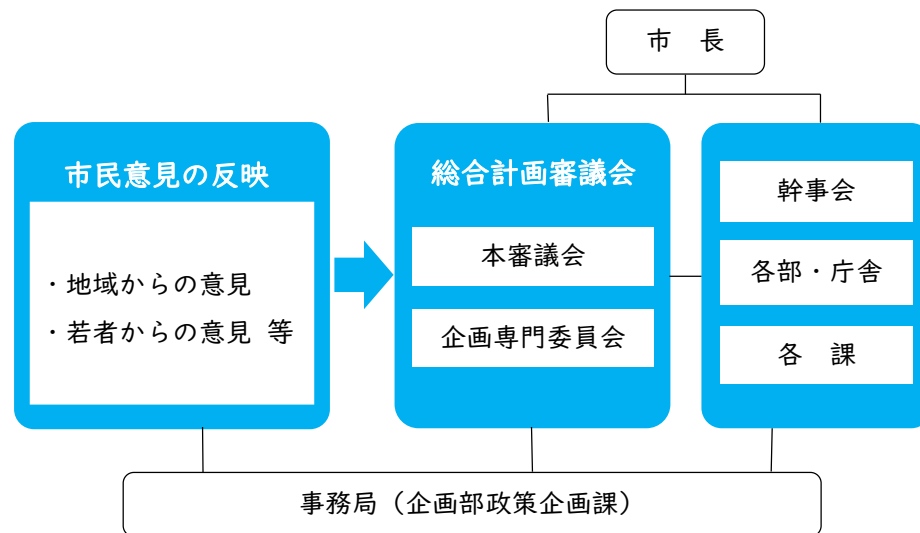 市　長
市民意見の反映
・地域からの意見
・若者からの意見 等
総合計画審議会
本審議会
企画専門委員会
幹事会
各部・庁舎
各　課
事務局（企画部政策企画課）